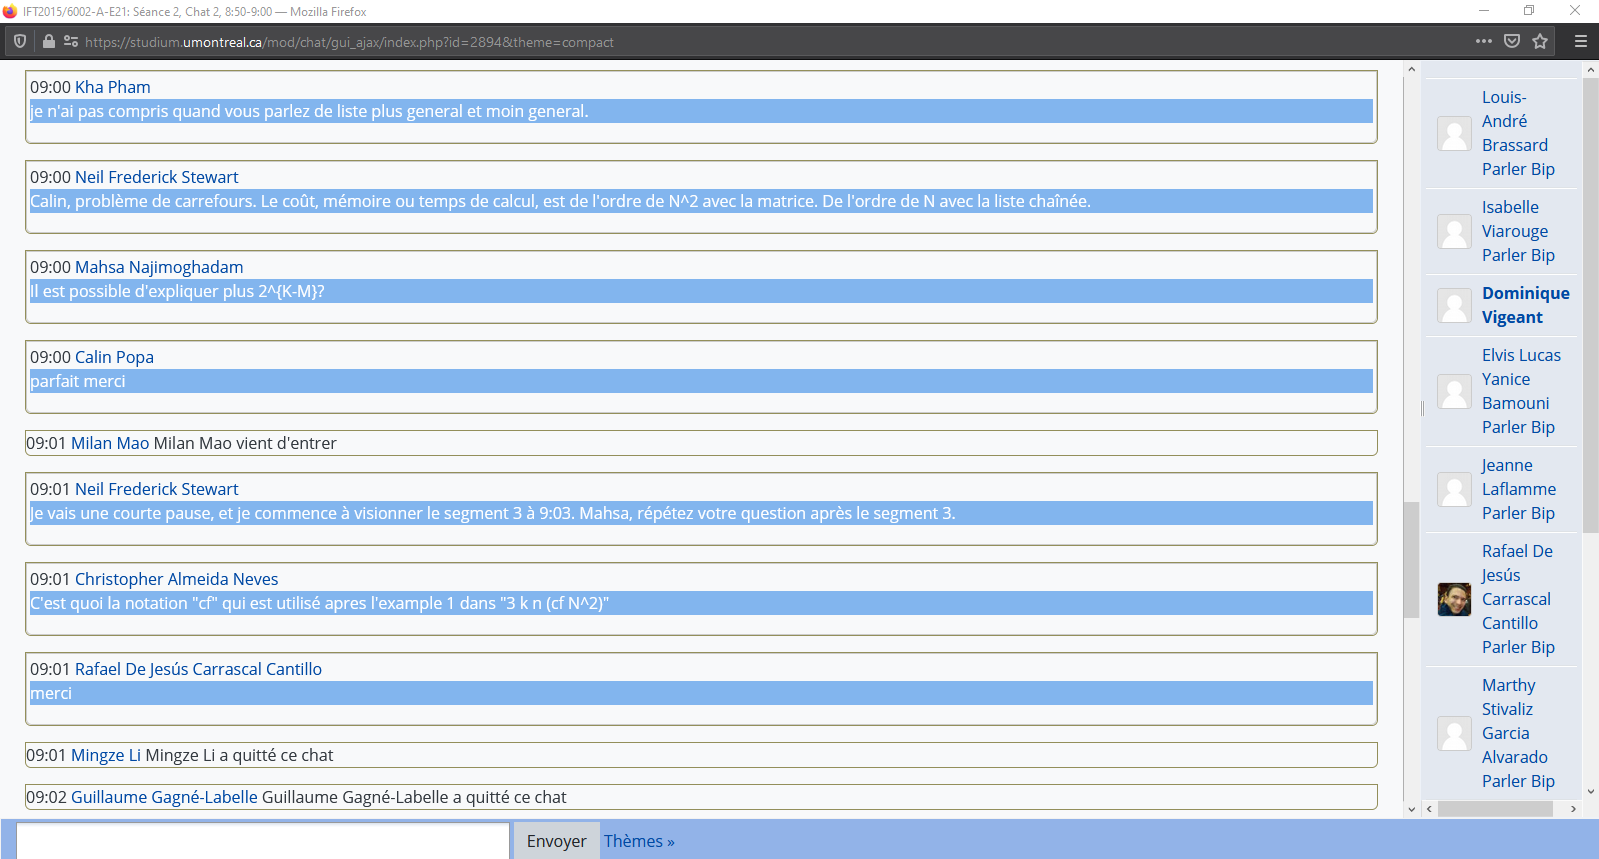 IFT2015/6002-A-E21: Séance 2, Chat 2, 8:50-9:00 — Mozilla Firefox
https://studium.umontreal.ca/mod/chat/gui_ajax/index.php?id=2894&theme=compact
09:00 Kha Pham
je n'ai pas compris quand vous parlez de liste plus general et moin general.
09:00 Neil Frederick Stewart
Calin, problème de carrefours. Le coût, mémoire ou temps de calcul, est de l'ordre de N^2 avec la matrice. De l'ordre de N avec la liste chaînée.
09:00 Mahsa Najimoghadam
Il est possible d'expliquer plus 2^{K-M}?
09:00 Calin Popa
parfait merci
09:01 Milan Mao Milan Mao vient d'entrer
09:01 Neil Frederick Stewart
Je vais une courte pause, et je commence à visionner le segment 3 à 9:03. Mahsa, répétez votre question après le segment 3.
09:01 Christopher Almeida Neves
C'est quoi la notation "cf" qui est utilisé apres l'example 1 dans "3 k n (cf N^2)"
09:01 Rafael De Jesús Carrascal Cantillo
merci
09:01 Mingze Li Mingze Li a quitté ce chat
09:02 Guillaume Gagné-Labelle Guillaume Gagné-Labelle a quitté ce chat
Envoyer Thèmes »
Louis-
André
Brassard
Parler Bip
Isabelle
Viarouge
Parler Bip
Dominique
Vigeant
Elvis Lucas
Yanice
Bamouni
Parler Bip
Jeanne
Laflamme
Parler Bip
Rafael De
Jesús
Carrascal
Cantillo
Parler Bip
Marthy
Stivaliz
Garcia
Alvarado
Parler Bip